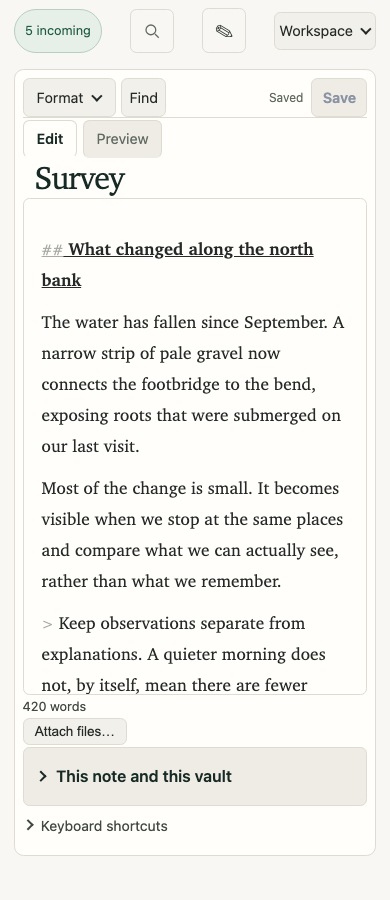 5 incoming
Workspace
Format
Find
Saved
Save
Edit
Preview
Survey
## What changed along the north
bank
The water has fallen since September. A
narrow strip of pale gravel now
connects the footbridge to the bend,
exposing roots that were submerged on
our last visit.
Most of the change is small. It becomes
visible when we stop at the same places
and compare what we can actually see,
rather than what we remember.
> Keep observations separate from
explanations. A quieter morning does
not, by itself, mean there are fewer
420 words
Attach files…
This note and this vault
Keyboard shortcuts